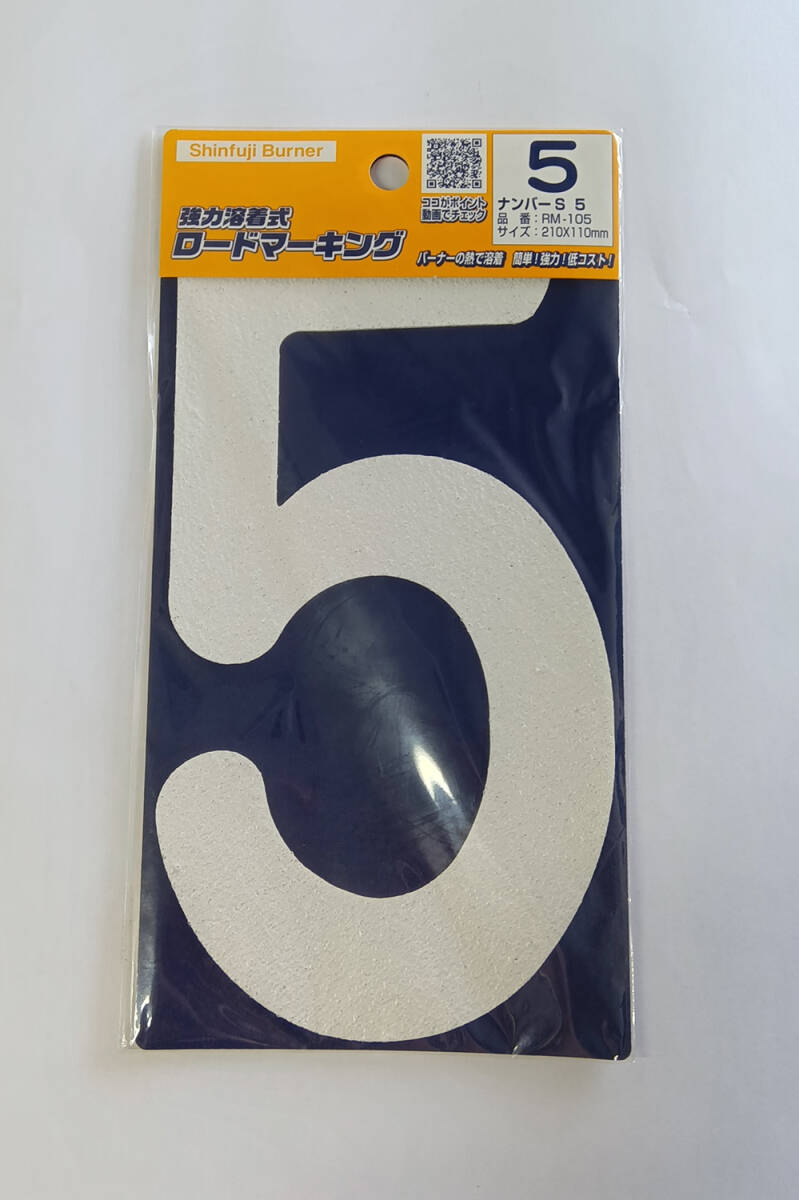 Shinfuji Burner
強力溶着式
ロードマーキング
ココがポイント
動画でチェック
5
ナンバーS 5
品 番：RM-105
サイズ：210X110mm
バーナーの熱で溶着 簡単！強力！低コスト！
5